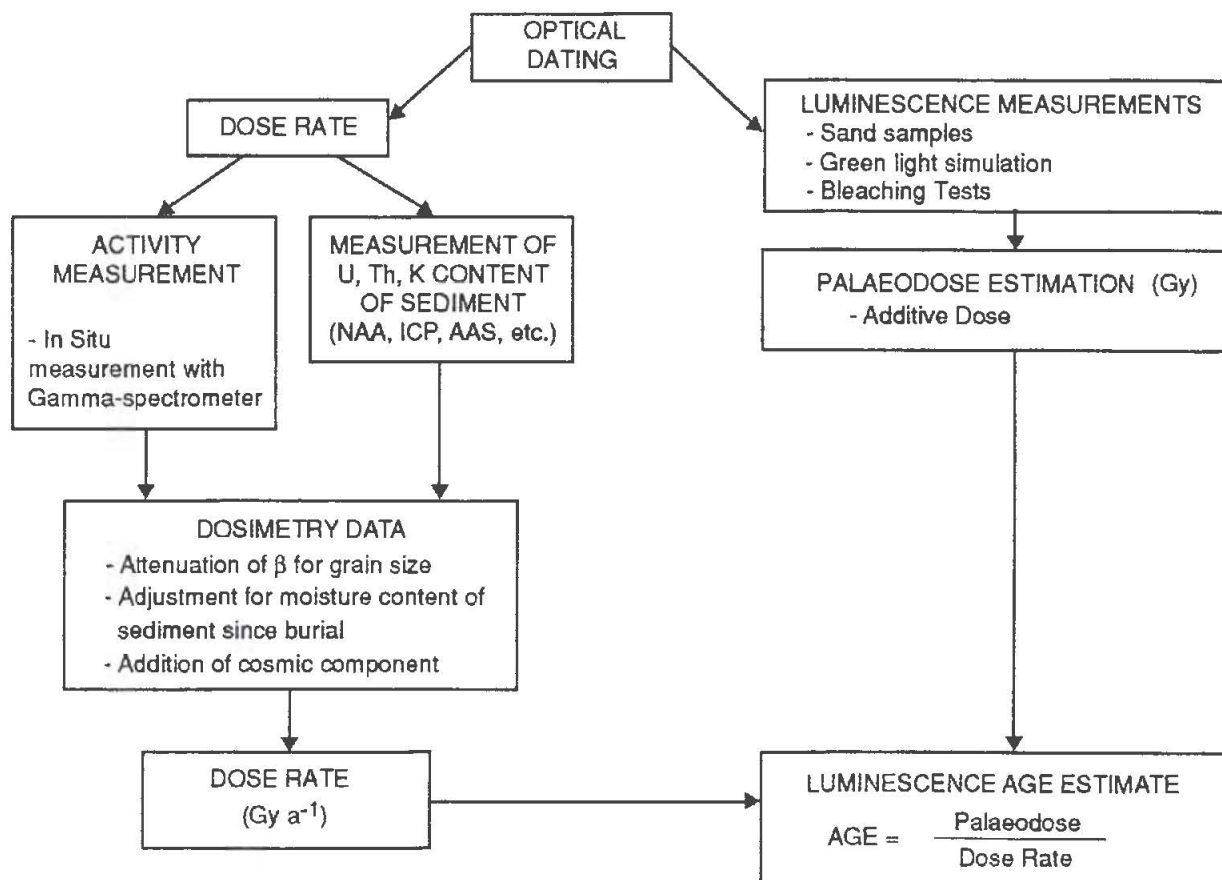 OPTICAL
DATING
DOSE RATE
LUMINESCENCE MEASUREMENTS
- Sand samples
- Green light simulation
- Bleaching Tests
ACTIVITY
MEASUREMENT
- In Situ
measurement with
Gamma-spectrometer
MEASUREMENT OF
U, Th, K CONTENT
OF SEDIMENT
(NAA, ICP, AAS, etc.)
PALAEODOSE ESTIMATION (Gy)
- Additive Dose
DOSIMETRY DATA
- Attenuation of β for grain size
- Adjustment for moisture content of
sediment since burial
- Addition of cosmic component
DOSE RATE
(Gy a⁻¹)
LUMINESCENCE AGE ESTIMATE
AGE = Palaeodose
Dose Rate